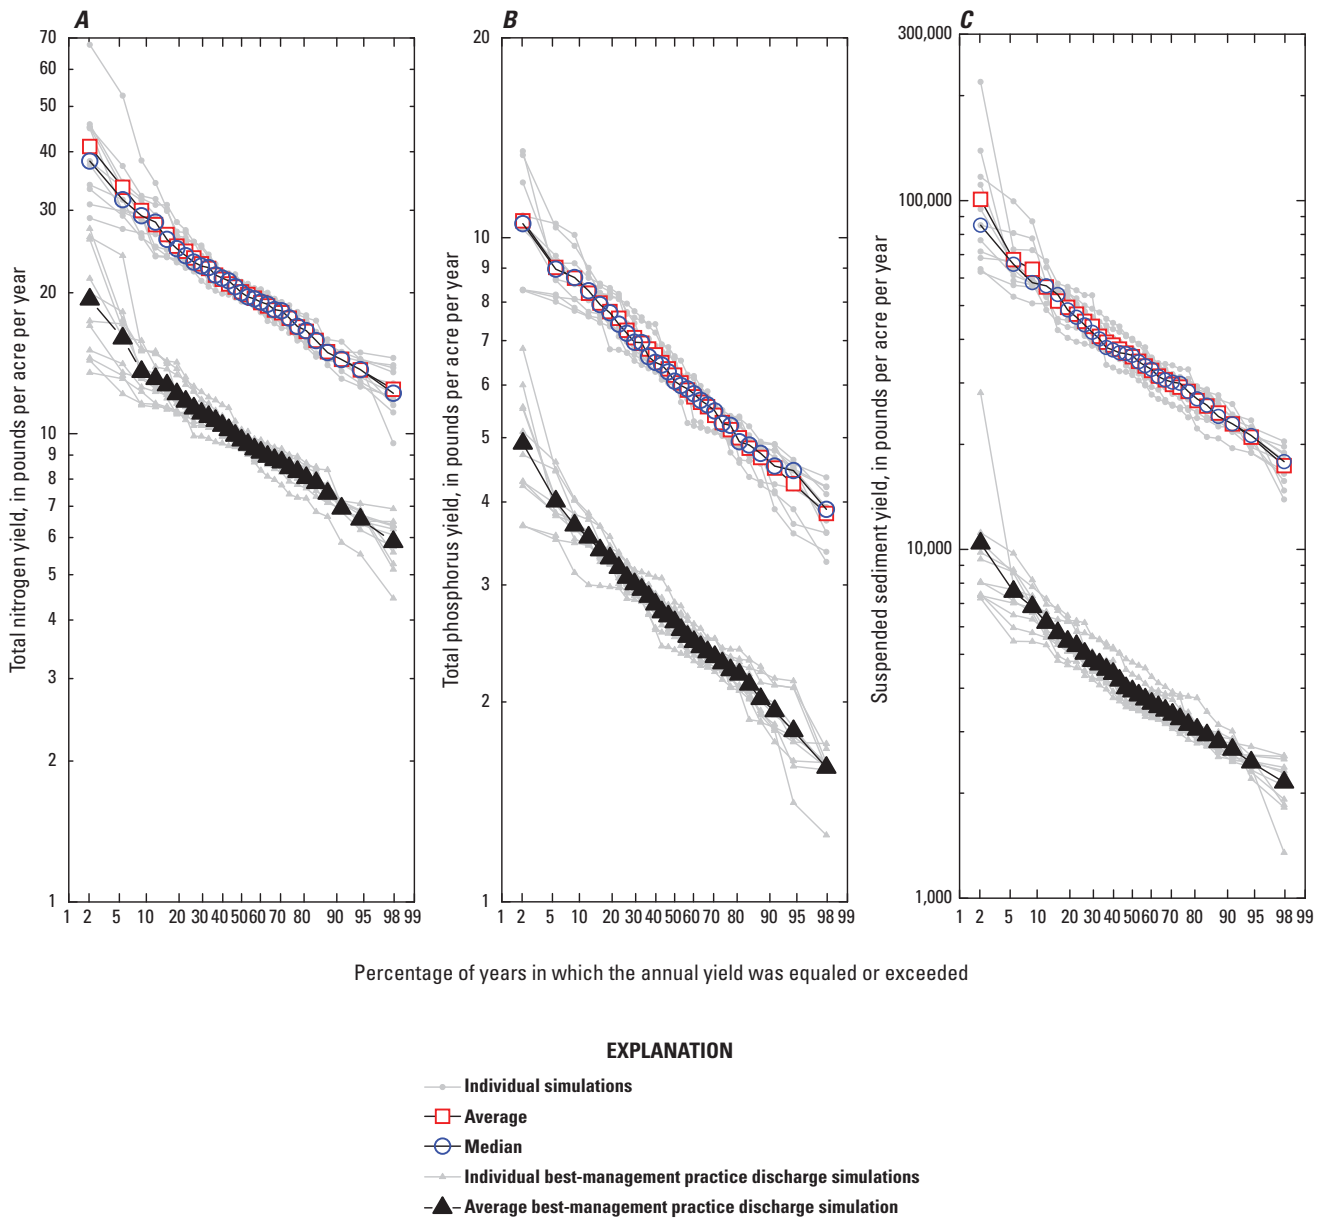 A
B
C
Total nitrogen yield, in pounds per acre per year
70
60
50
40
30
20
10
9
8
7
6
5
4
3
2
1
1 2 5 10 20 30 40 50 60 70 80 90 95 98 99
Total phosphorus yield, in pounds per acre per year
20
10
9
8
7
6
5
4
3
2
1
1 2 5 10 20 30 40 50 60 70 80 90 95 98 99
Suspended sediment yield, in pounds per acre per year
300,000
100,000
10,000
1,000
1 2 5 10 20 30 40 50 60 70 80 90 95 98 99
Percentage of years in which the annual yield was equaled or exceeded
EXPLANATION
Individual simulations
Average
Median
Individual best-management practice discharge simulations
Average best-management practice discharge simulation